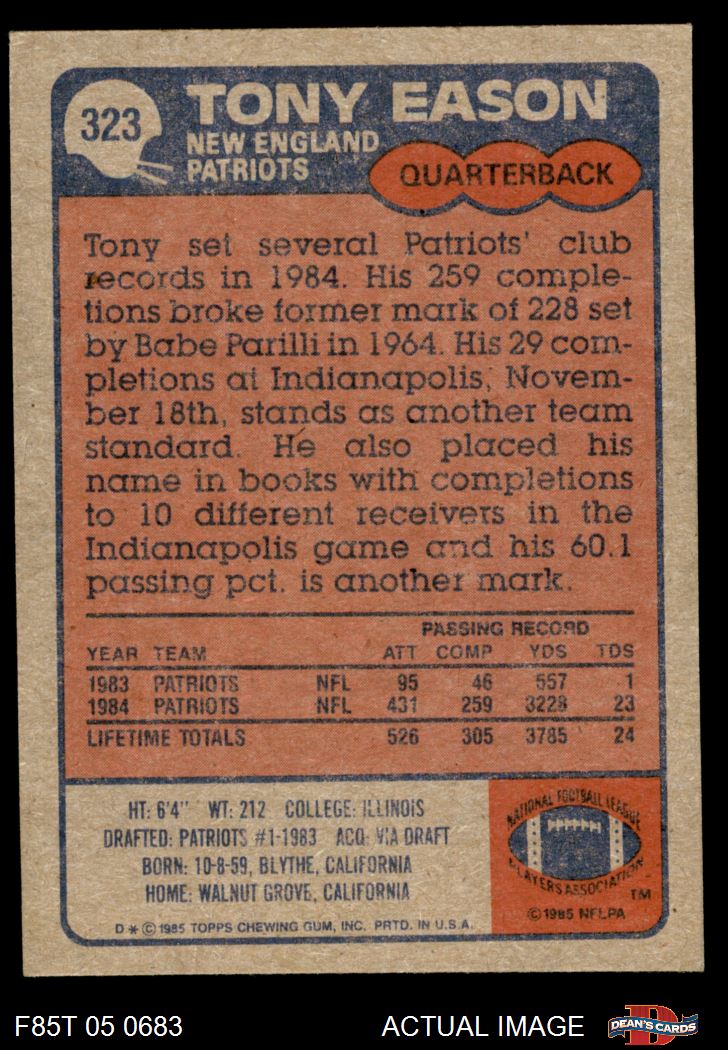 323
TONY EASON
NEW ENGLAND
PATRIOTS
QUARTERBACK
Tony set several Patriots' club
records in 1984. His 259 comple-
tions broke former mark of 228 set
by Babe Parilli in 1964. His 29 com-
pletions at Indianapolis, Novem-
ber 18th, stands as another team
standard. He also placed his
name in books with completions
to 10 different receivers in the
Indianapolis game and his 60.1
passing pct. is another mark.
PASSING RECORD
YEAR TEAM ATT COMP YDS TDS
1983 PATRIOTS NFL 95 46 557 1
1984 PATRIOTS NFL 431 259 3228 23
LIFETIME TOTALS 526 305 3785 24
HT: 6'4" WT: 212 COLLEGE: ILLINOIS
DRAFTED: PATRIOTS #1-1983 ACQ: VIA DRAFT
BORN: 10-8-59, BLYTHE, CALIFORNIA
HOME: WALNUT GROVE, CALIFORNIA
D * © 1985 TOPPS CHEWING GUM, INC. PRTD. IN U.S.A.
NATIONAL FOOTBALL LEAGUE
PLAYERS ASSOCIATION
TM
© 1985 NFLPA
F85T 05 0683
ACTUAL IMAGE
D
DEAN'S CARDS